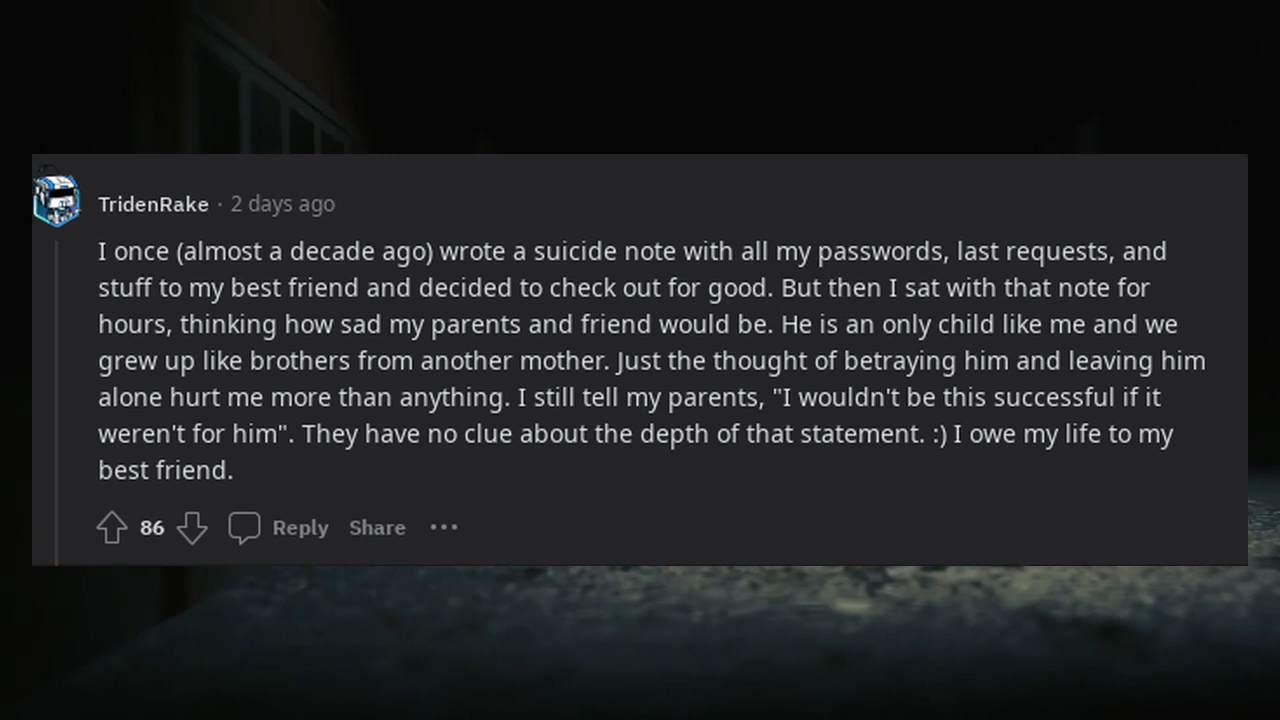 TridenRake · 2 days ago
I once (almost a decade ago) wrote a suicide note with all my passwords, last requests, and
stuff to my best friend and decided to check out for good. But then I sat with that note for
hours, thinking how sad my parents and friend would be. He is an only child like me and we
grew up like brothers from another mother. Just the thought of betraying him and leaving him
alone hurt me more than anything. I still tell my parents, "I wouldn't be this successful if it
weren't for him". They have no clue about the depth of that statement. :) I owe my life to my
best friend.
86 Reply Share •••